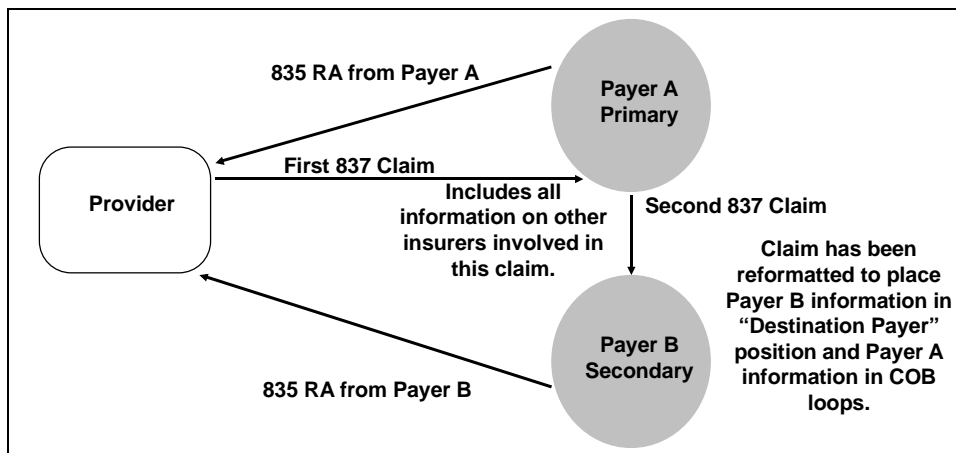 835 RA from Payer A
Payer A
Primary
First 837 Claim
Provider
Includes all
information on other
insurers involved in
this claim.
Second 837 Claim
Claim has been
reformatted to place
Payer B information in
“Destination Payer”
position and Payer A
information in COB
loops.
Payer B
Secondary
835 RA from Payer B